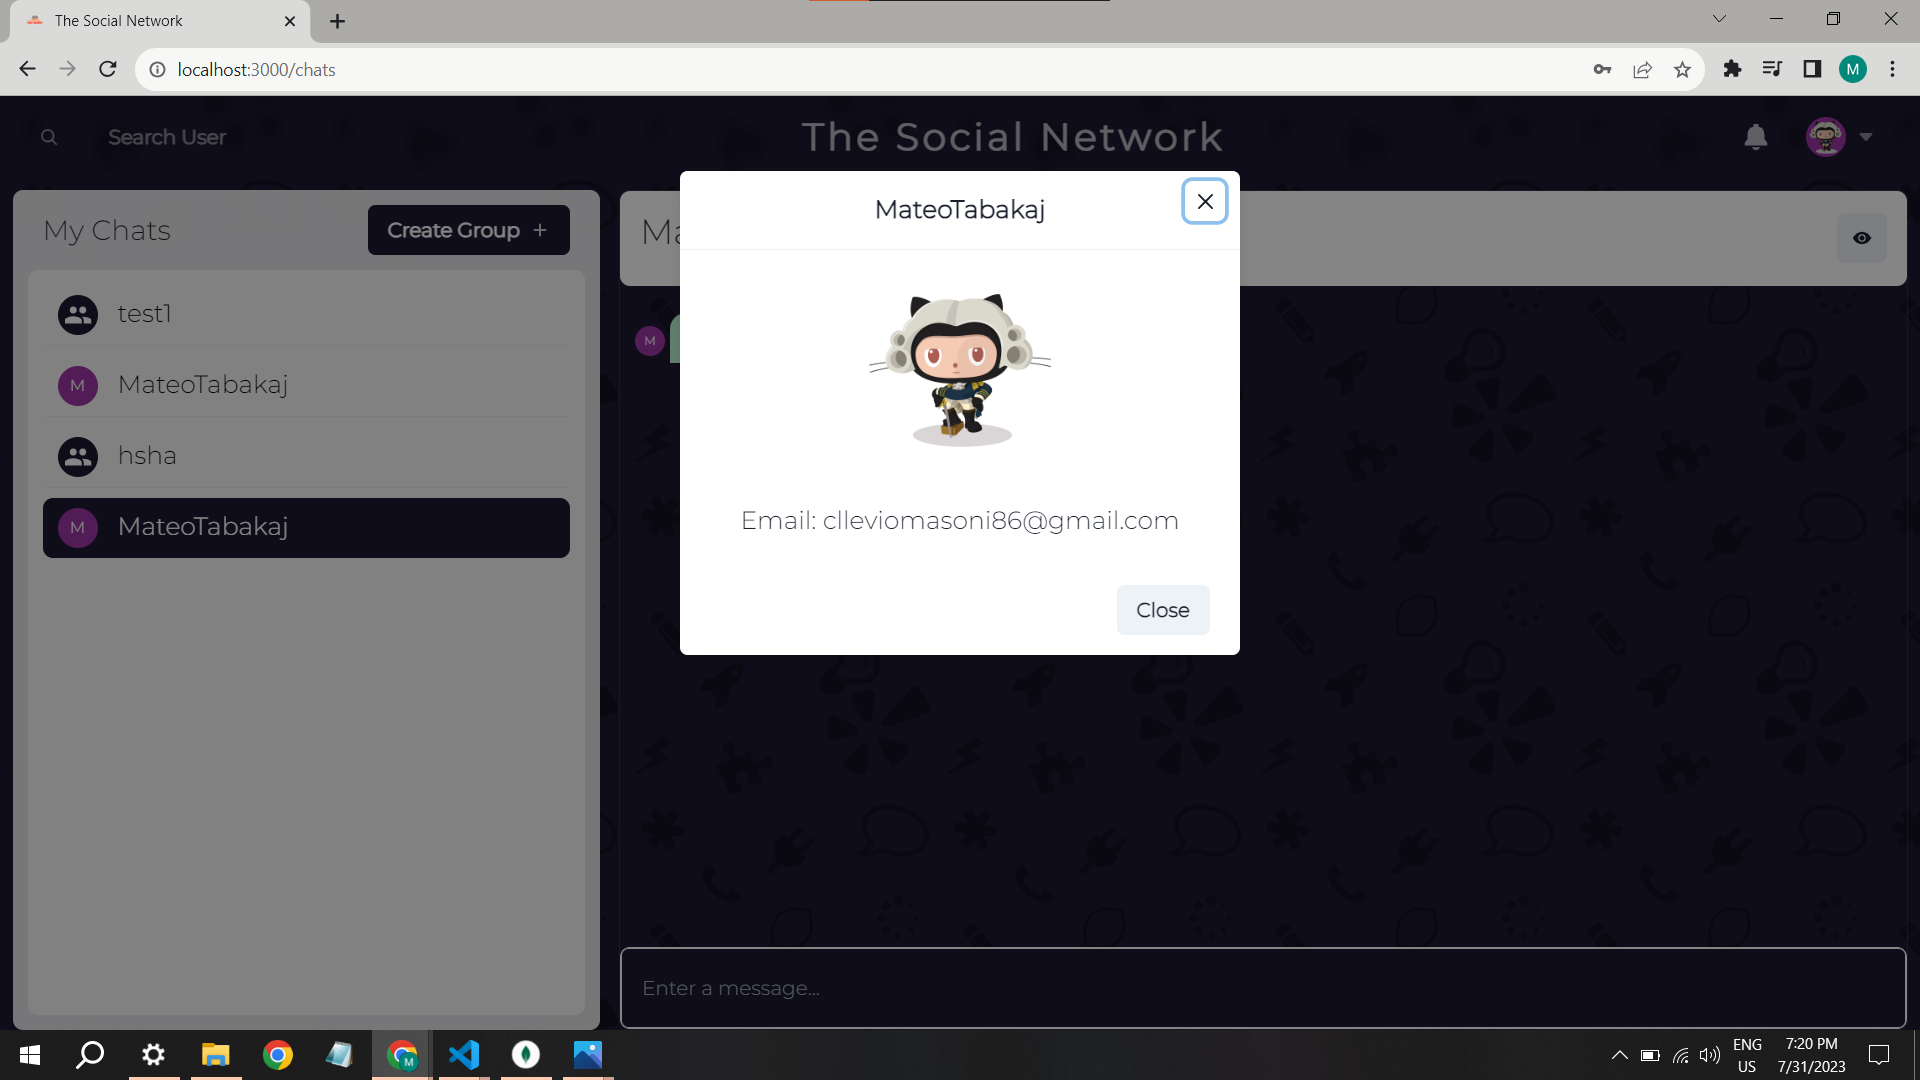 The Social Network
localhost:3000/chats
M
Search User
The Social Network
My Chats
Create Group +
test1
M MateoTabakaj
hsha
M MateoTabakaj
Ma
M
MateoTabakaj
Email: clleviomasoni86@gmail.com
Close
Enter a message...
M
ENG
US
7:20 PM
7/31/2023